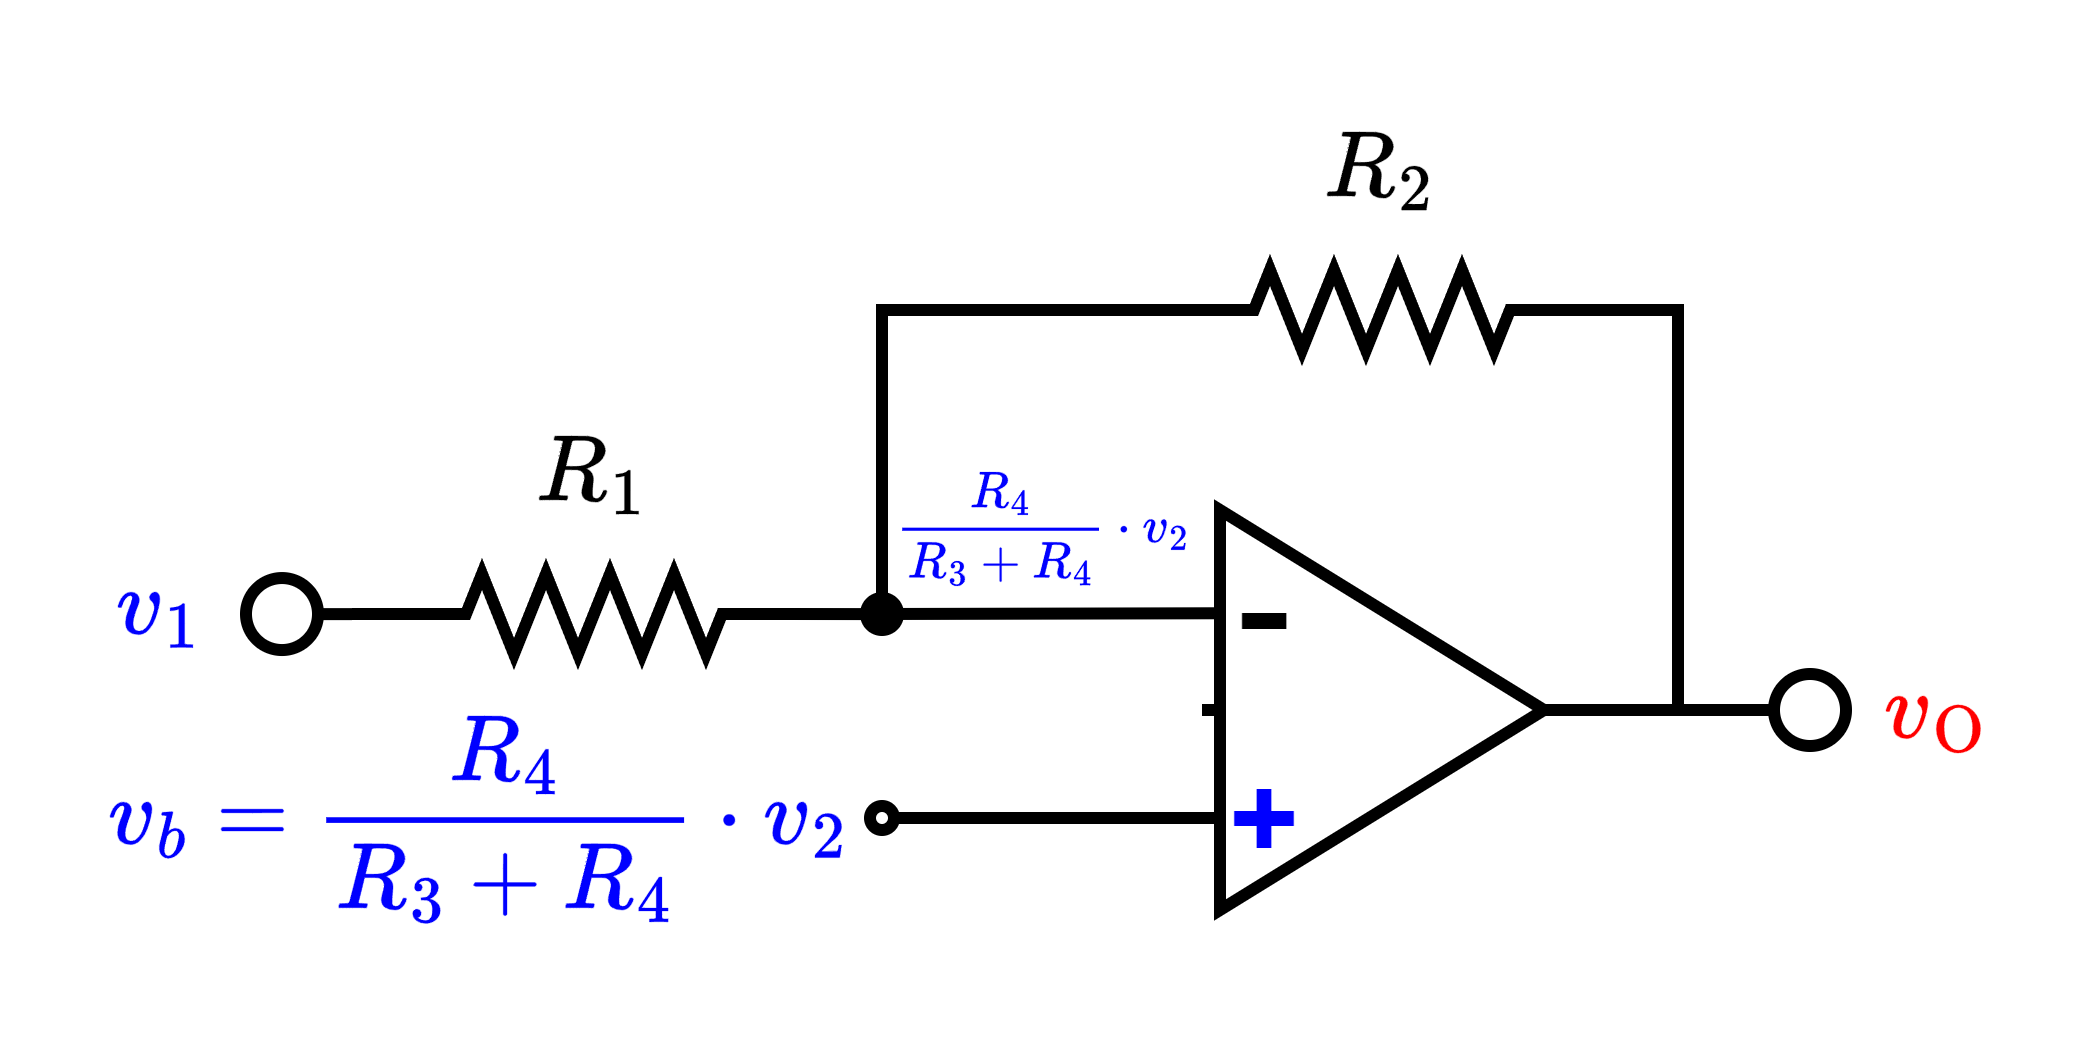 R₂
R₁
R₄/(R₃ + R₄) · v₂
v₁
−
v_O
v_b = R₄/(R₃ + R₄) · v₂
+